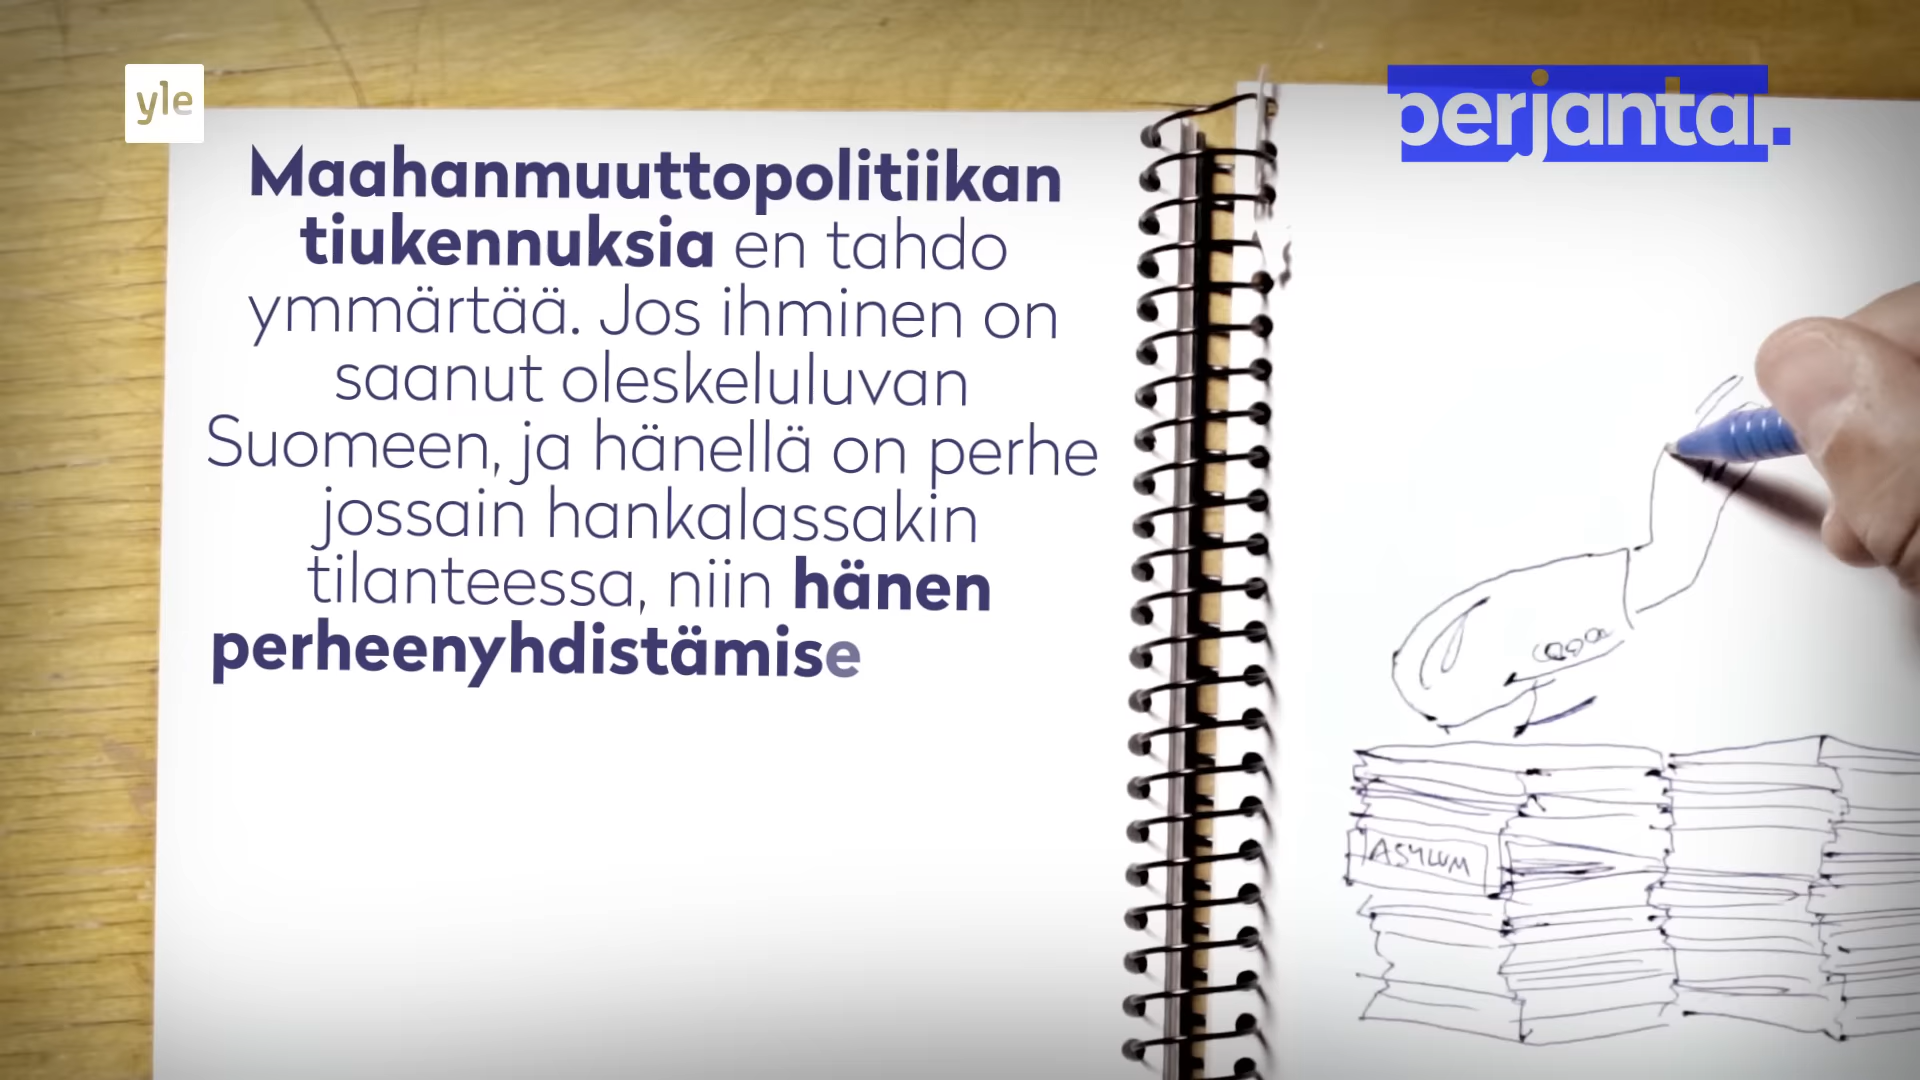 yle
perjantai.
Maahanmuuttopolitiikan
tiukennuksia en tahdo
ymmärtää. Jos ihminen on
saanut oleskeluluvan
Suomeen, ja hänellä on perhe
jossain hankalassakin
tilanteessa, niin hänen
perheenyhdistämise
ASYLUM